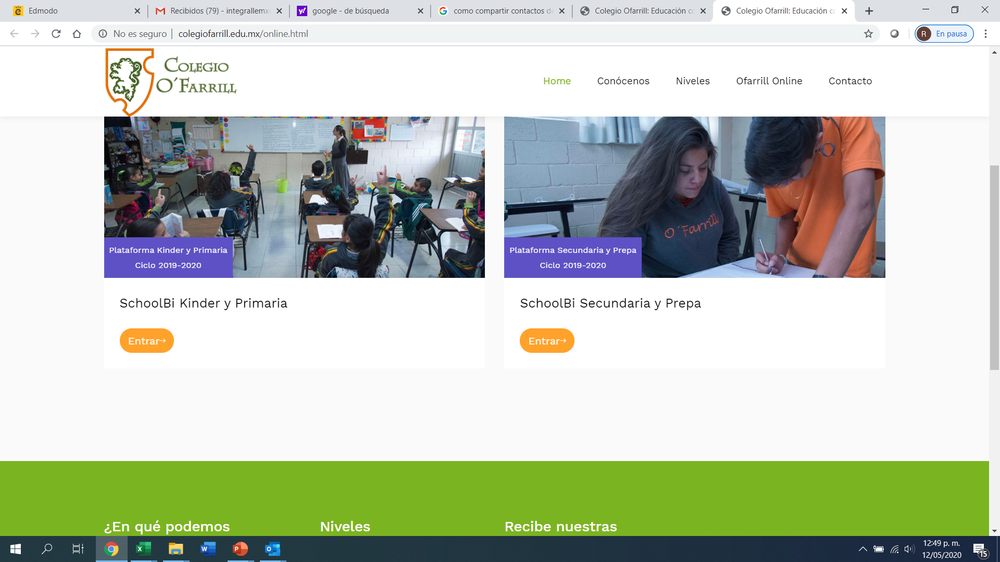 Edmodo
Recibidos (79) - integrallemx
google - de búsqueda
como compartir contactos de
Colegio Ofarrill: Educación co
Colegio Ofarrill: Educación co
No es seguro
colegiofarrill.edu.mx/online.html
R
En pausa
COLEGIO
O´FARRILL
Home
Conócenos
Niveles
Ofarrill Online
Contacto
O´Farrill
Plataforma Kinder y Primaria
Ciclo 2019-2020
Plataforma Secundaria y Prepa
Ciclo 2019-2020
SchoolBi Kinder y Primaria
SchoolBi Secundaria y Prepa
Entrar→
Entrar→
¿En qué podemos
Niveles
Recibe nuestras
12:49 p. m.
12/05/2020
15